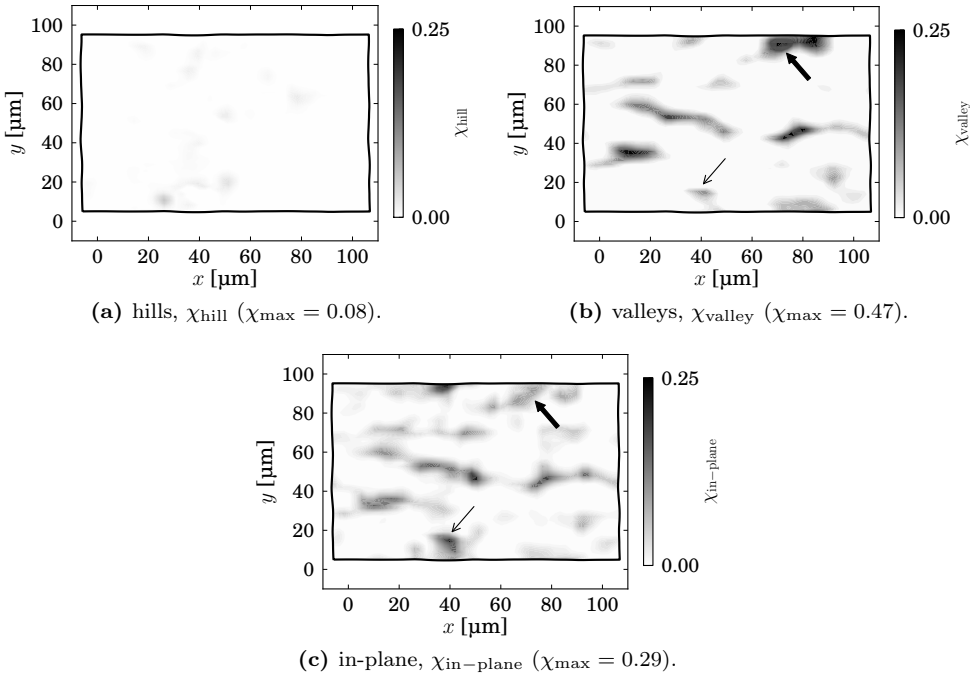 100
80
60
40
20
0
y [µm]
0 20 40 60 80 100
x [µm]
0.25
0.00
χhill
(a) hills, χhill (χmax = 0.08).
100
80
60
40
20
0
y [µm]
0 20 40 60 80 100
x [µm]
0.25
0.00
χvalley
(b) valleys, χvalley (χmax = 0.47).
100
80
60
40
20
0
y [µm]
0 20 40 60 80 100
x [µm]
0.25
0.00
χin−plane
(c) in-plane, χin−plane (χmax = 0.29).